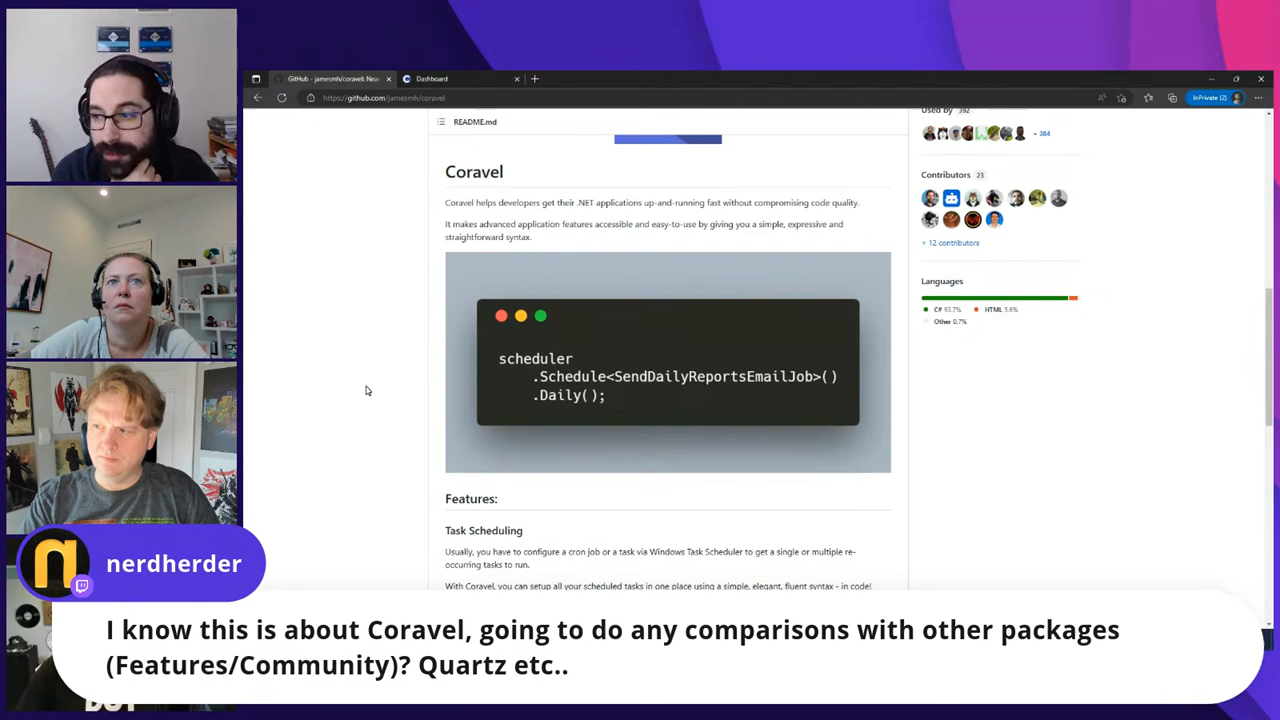 GitHub - jamesmh/coravel: Nea
Dashboard
https://github.com/jamesmh/coravel
InPrivate (2)
README.md
Used by 392
+ 384
Coravel
Coravel helps developers get their .NET applications up-and-running fast without compromising code quality.
It makes advanced application features accessible and easy-to-use by giving you a simple, expressive and
straightforward syntax.
scheduler
.Schedule<SendDailyReportsEmailJob>()
.Daily();
Features:
Task Scheduling
Usually, you have to configure a cron job or a task via Windows Task Scheduler to get a single or multiple re-
occurring tasks to run.
With Coravel, you can setup all your scheduled tasks in one place using a simple, elegant, fluent syntax - in code!
Contributors 23
+ 12 contributors
Languages
C# 93.7%
HTML 5.6%
Other 0.7%
nerdherder
I know this is about Coravel, going to do any comparisons with other packages
(Features/Community)? Quartz etc..